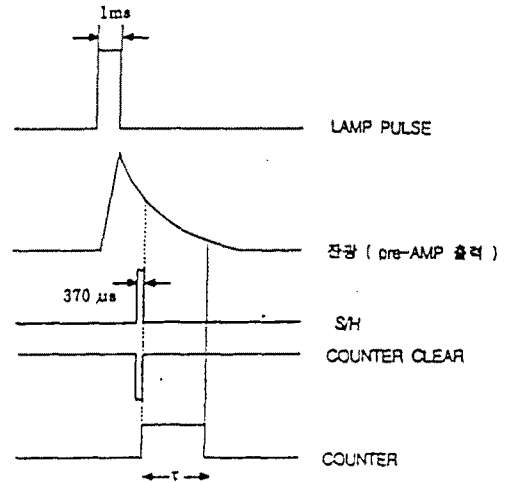 1ms
LAMP PULSE
잔광 ( pre-AMP 출력 )
370 μs
S/H
COUNTER CLEAR
COUNTER
τ